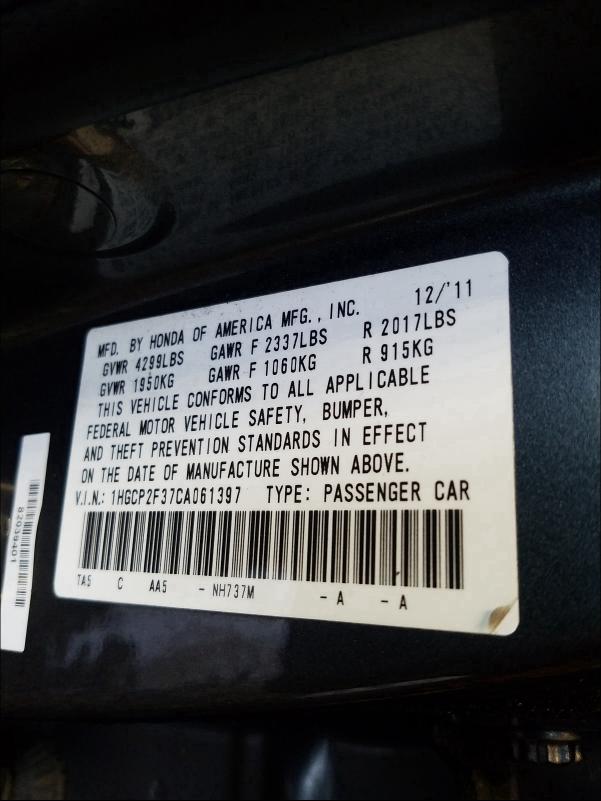 MFD. BY HONDA OF AMERICA MFG., INC. 12/'11
GVWR 4299LBS GAWR F 2337LBS R 2017LBS
GVWR 1950KG GAWR F 1060KG R 915KG
THIS VEHICLE CONFORMS TO ALL APPLICABLE
FEDERAL MOTOR VEHICLE SAFETY, BUMPER,
AND THEFT PREVENTION STANDARDS IN EFFECT
ON THE DATE OF MANUFACTURE SHOWN ABOVE.
V.I.N.: 1HGCP2F37CA061397 TYPE: PASSENGER CAR
TA5 C AA5 - NH737M - A - A
82039401